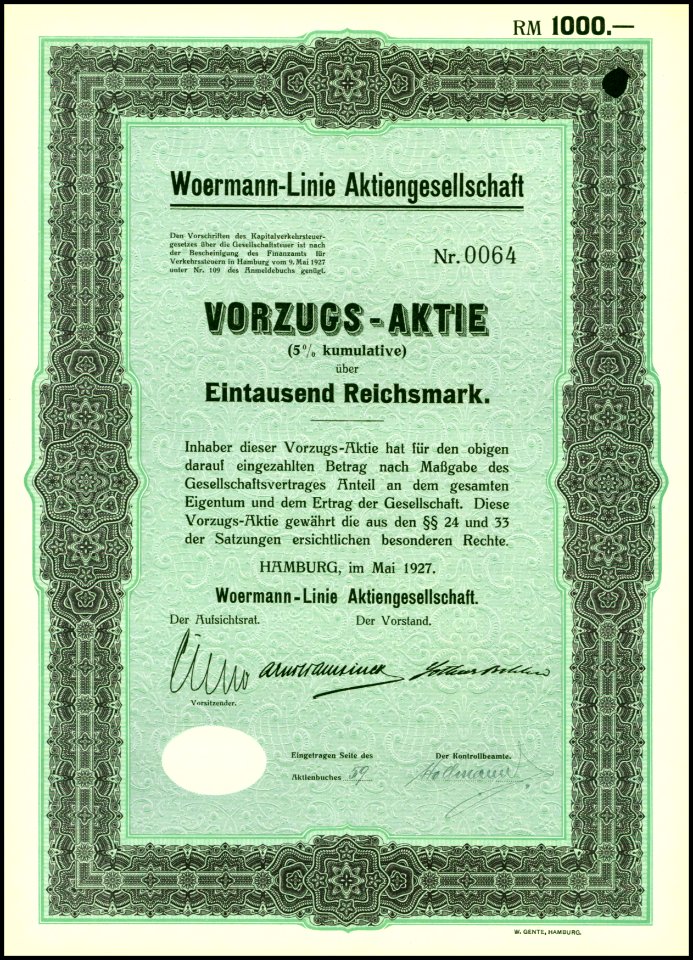 RM 1000.—
Woermann-Linie Aktiengesellschaft
Den Vorschriften des Kapitalverkehrsteuer-
gesetzes über die Gesellschaftsteuer ist nach
der Bescheinigung des Finanzamts für
Verkehrssteuern in Hamburg vom 9. Mai 1927
unter Nr. 109 des Anmeldebuchs genügt.
Nr. 0064
VORZUGS-AKTIE
(5% kumulative)
über
Eintausend Reichsmark.
Inhaber dieser Vorzugs-Aktie hat für den obigen
darauf eingezahlten Betrag nach Maßgabe des
Gesellschaftsvertrages Anteil an dem gesamten
Eigentum und dem Ertrag der Gesellschaft. Diese
Vorzugs-Aktie gewährt die aus den §§ 24 und 33
der Satzungen ersichtlichen besonderen Rechte.
HAMBURG, im Mai 1927.
Woermann-Linie Aktiengesellschaft.
Der Aufsichtsrat. Der Vorstand.
Cuno
Vorsitzender.
Eingetragen Seite des Der Kontrollbeamte.
Aktienbuches 59
W. GENTE, HAMBURG.